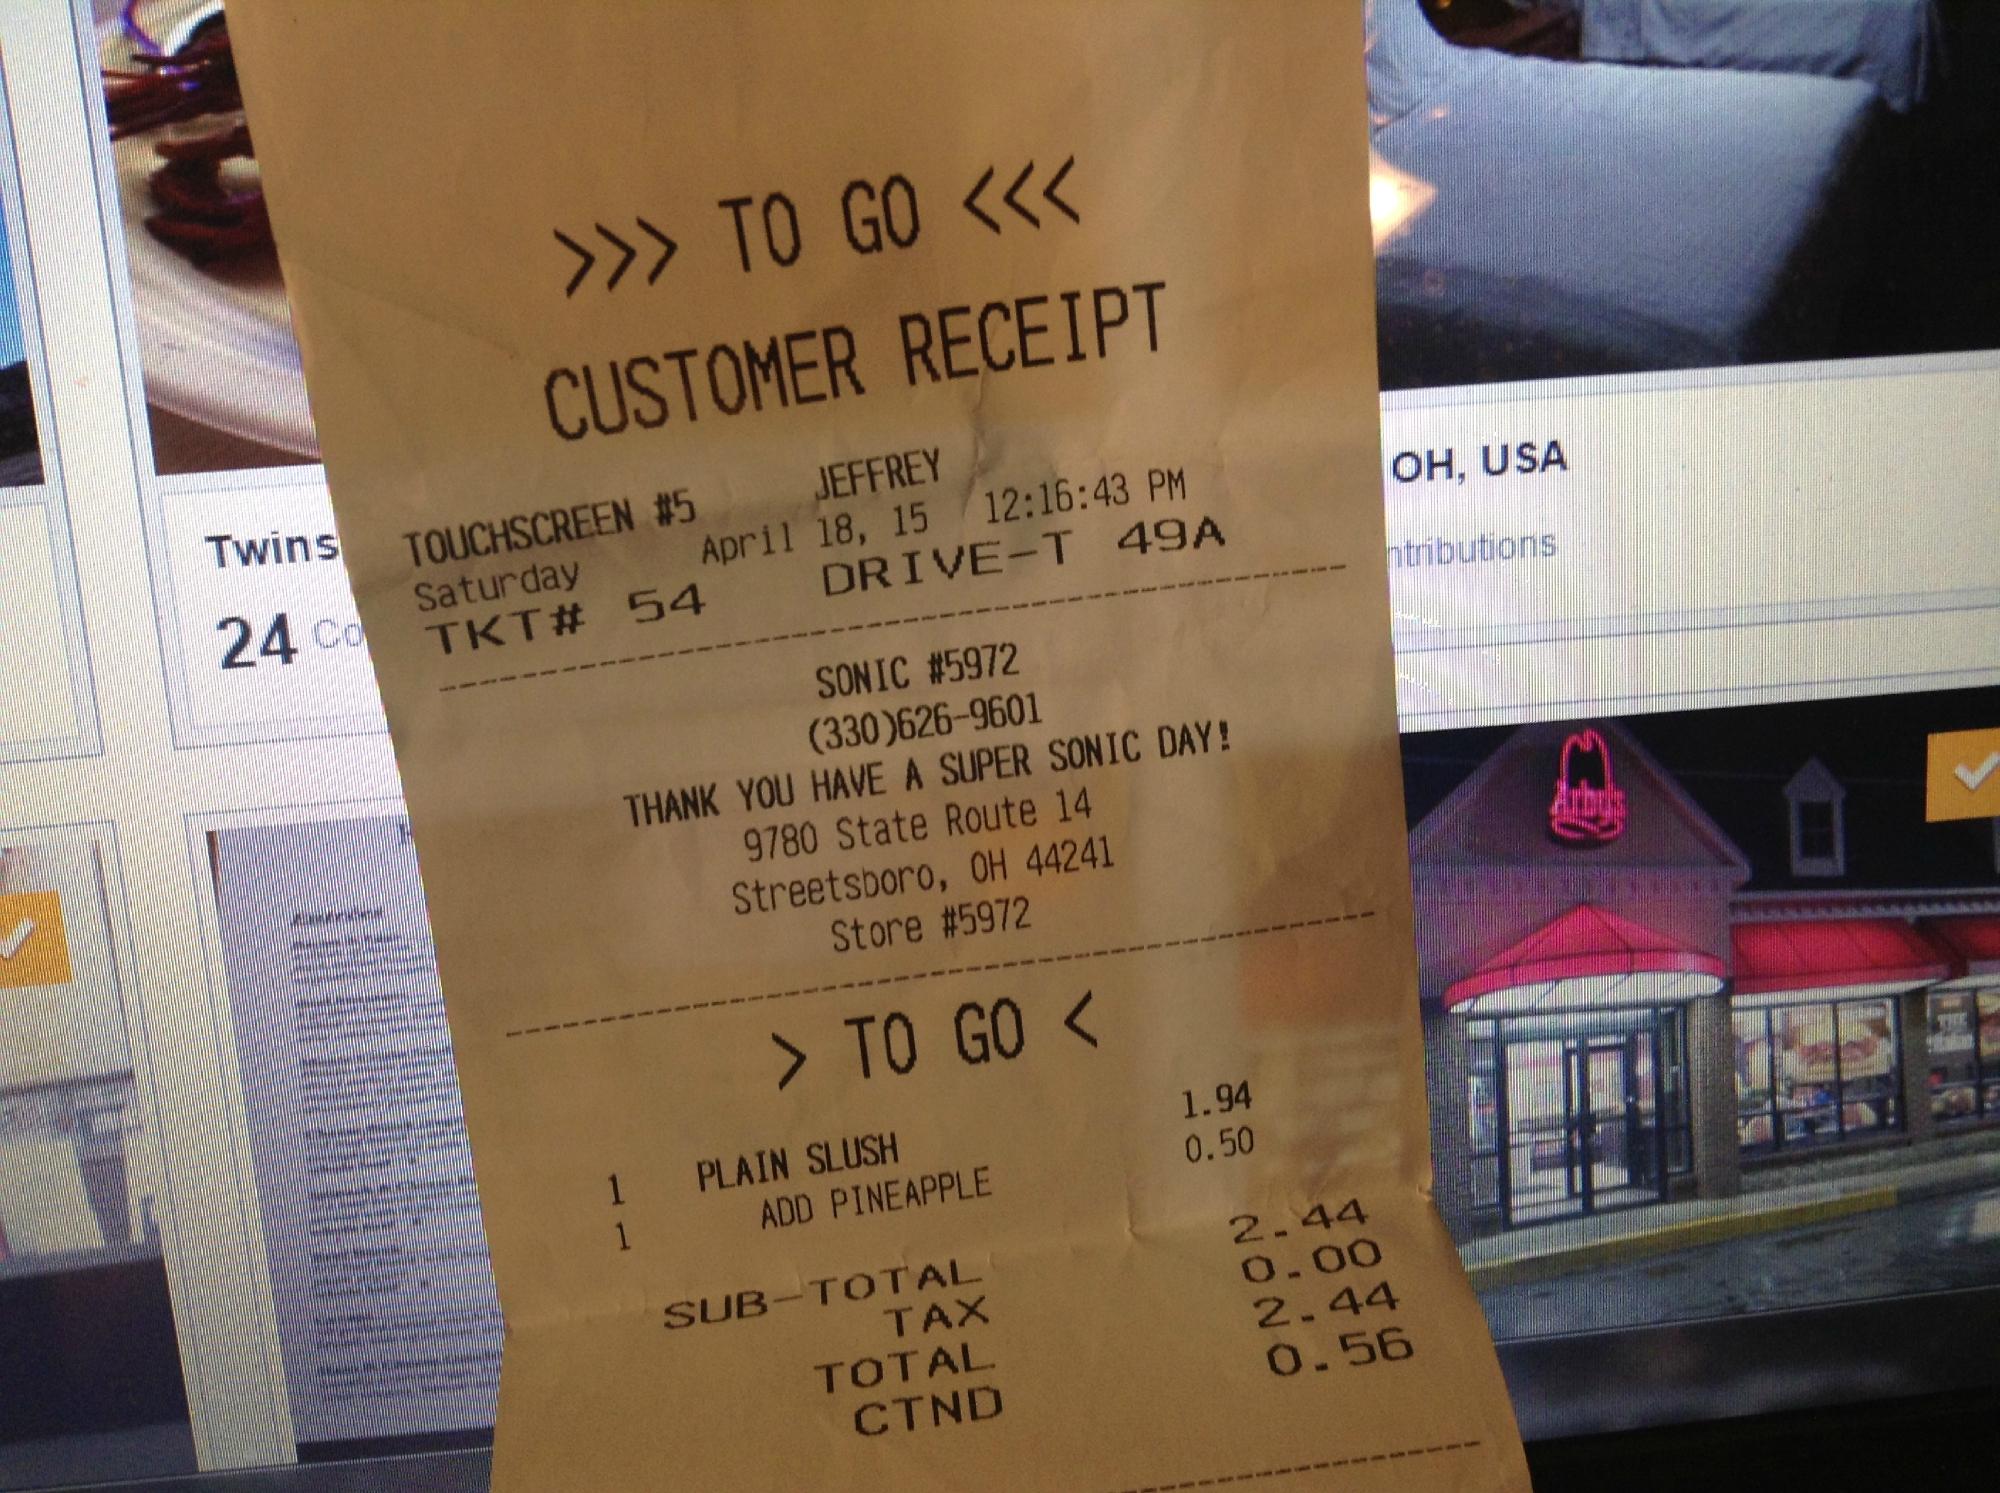 >>> TO GO <<<
CUSTOMER RECEIPT
TOUCHSCREEN #5 JEFFREY
Saturday April 18, 15 12:16:43 PM
TKT# 54 DRIVE-T 49A
SONIC #5972
(330)626-9601
THANK YOU HAVE A SUPER SONIC DAY!
9780 State Route 14
Streetsboro, OH 44241
Store #5972
> TO GO <
1 PLAIN SLUSH 1.94
1 ADD PINEAPPLE 0.50
SUB-TOTAL 2.44
TAX 0.00
TOTAL 2.44
CTND 0.56
Twins
24 Co
OH, USA
ntributions
Arby's